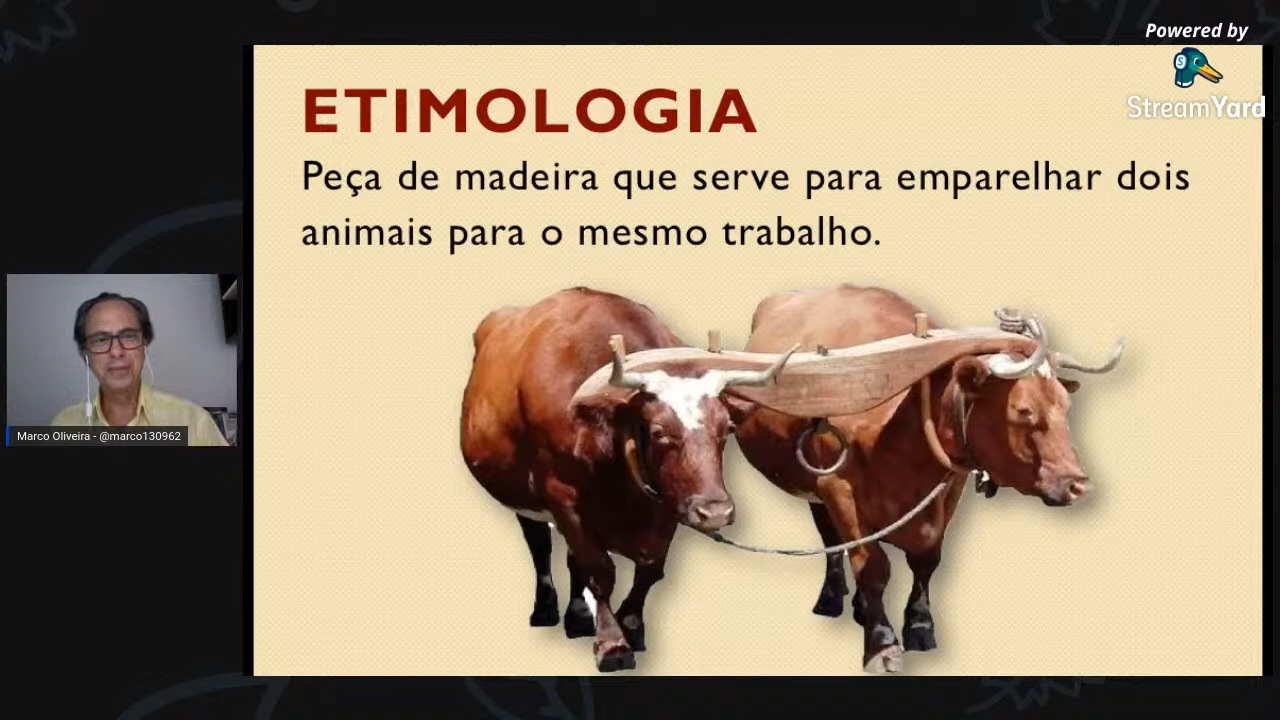 Powered by
StreamYard
ETIMOLOGIA
Peça de madeira que serve para emparelhar dois
animais para o mesmo trabalho.
Marco Oliveira - @marco130962